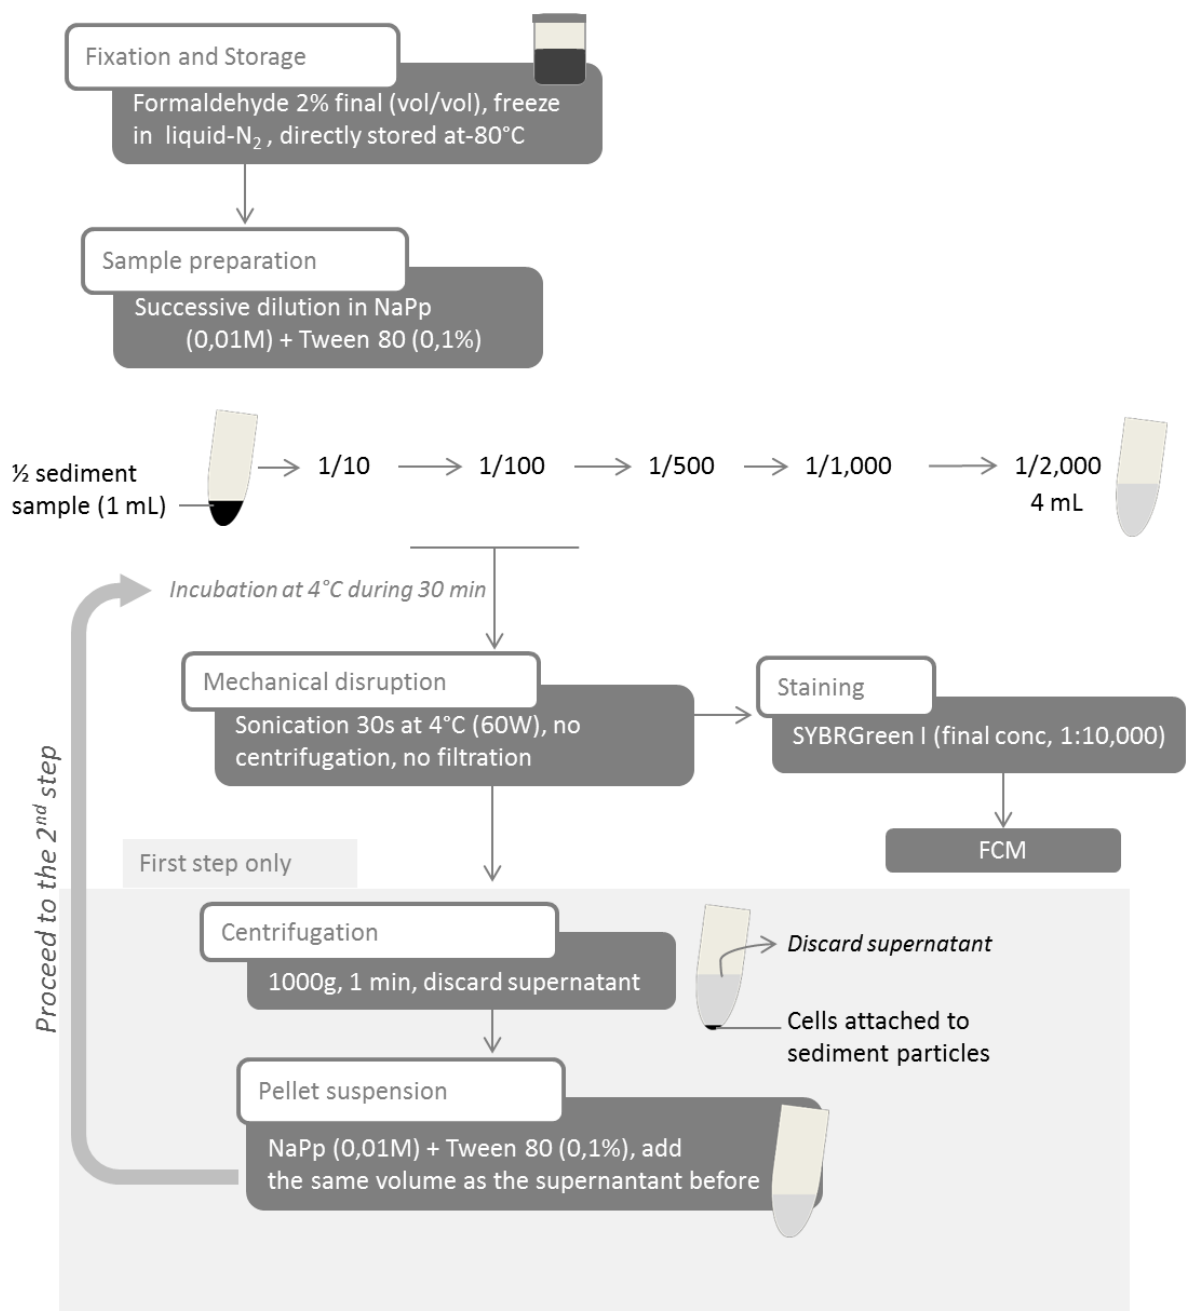 Fixation and Storage
Formaldehyde 2% final (vol/vol), freeze
in liquid-N2 , directly stored at-80°C
Sample preparation
Successive dilution in NaPp
(0,01M) + Tween 80 (0,1%)
½ sediment
sample (1 mL)
1/10
1/100
1/500
1/1,000
1/2,000
4 mL
Incubation at 4°C during 30 min
Mechanical disruption
Sonication 30s at 4°C (60W), no
centrifugation, no filtration
Staining
SYBRGreen I (final conc, 1:10,000)
FCM
Proceed to the 2nd step
First step only
Centrifugation
1000g, 1 min, discard supernatant
Discard supernatant
Cells attached to
sediment particles
Pellet suspension
NaPp (0,01M) + Tween 80 (0,1%), add
the same volume as the supernantant before